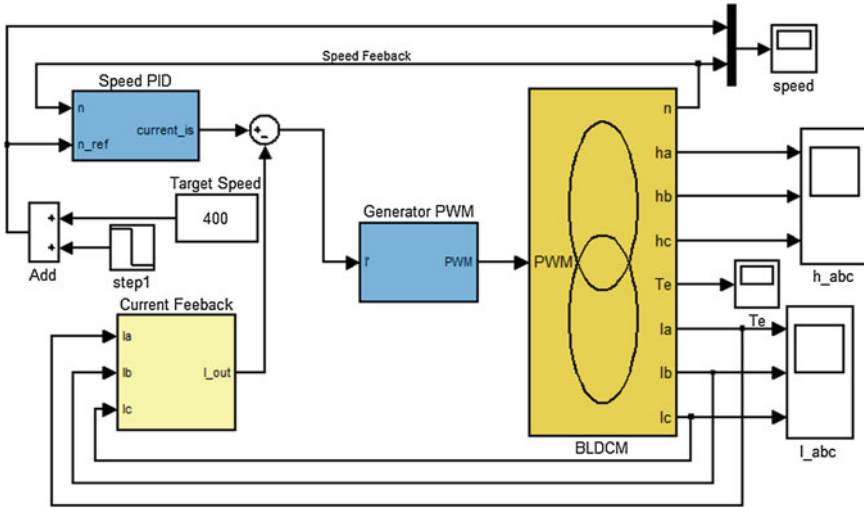 Speed Feeback
Speed PID
n
n_ref
current_is
+
-
speed
Target Speed
400
+
+
Add
step1
Generator PWM
I'
PWM
PWM
n
ha
hb
hc
Te
Ia
Ib
Ic
BLDCM
h_abc
Te
I_abc
Current Feeback
Ia
Ib
Ic
I_out